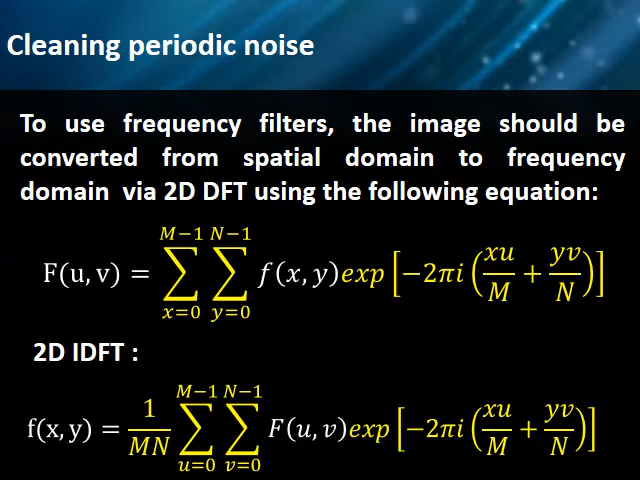 Cleaning periodic noise
To use frequency filters, the image should be
converted from spatial domain to frequency
domain via 2D DFT using the following equation:
F(u, v) = ∑_{x=0}^{M−1} ∑_{y=0}^{N−1} f(x, y)exp [−2πi (xu/M + yv/N)]
2D IDFT :
f(x, y) = 1/MN ∑_{u=0}^{M−1} ∑_{v=0}^{N−1} F(u, v)exp [−2πi (xu/M + yv/N)]